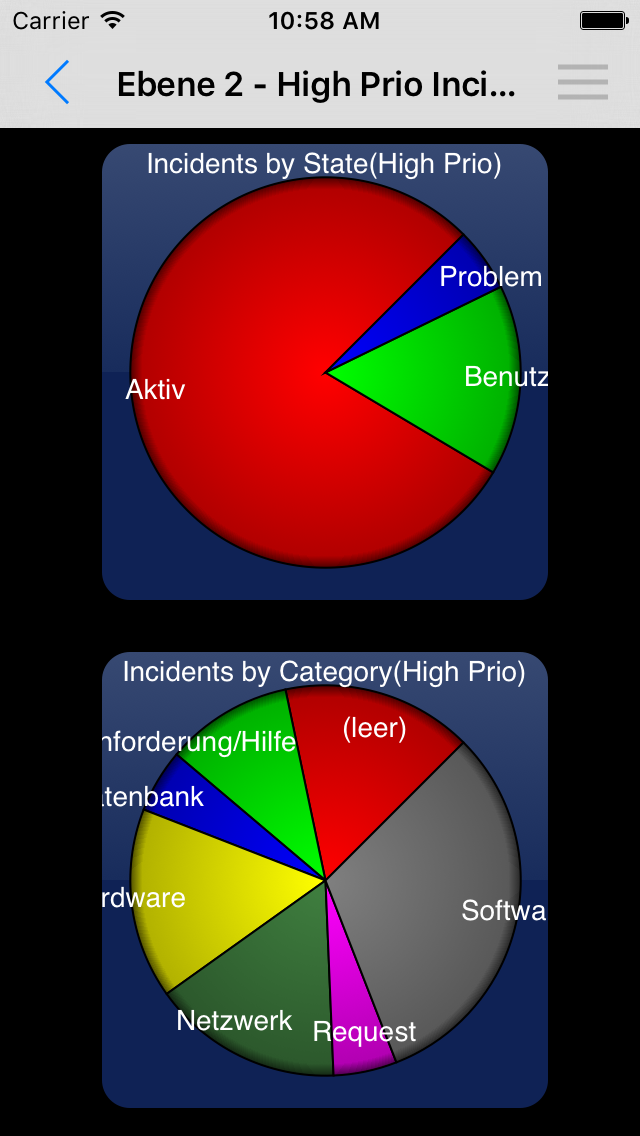 Carrier 10:58 AM
Ebene 2 - High Prio Inci...
Incidents by State(High Prio)
Problem
Benutz
Aktiv
Incidents by Category(High Prio)
(leer)
nforderung/Hilfe
atenbank
rdware
Softwa
Netzwerk
Request